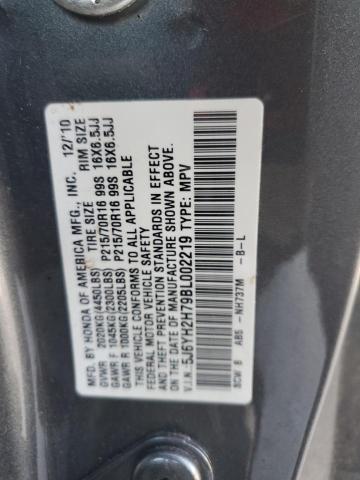 MFD. BY HONDA OF AMERICA MFG., INC. 12/'10
TIRE SIZE RIM SIZE
GVWR 2020KG(4450LBS)
GAWR F 1045KG(2300LBS) P215/70R16 99S 16X6.5JJ
GAWR R 1000KG(2205LBS) P215/70R16 99S 16X6.5JJ
THIS VEHICLE CONFORMS TO ALL APPLICABLE
FEDERAL MOTOR VEHICLE SAFETY
AND THEFT PREVENTION STANDARDS IN EFFECT ON
THE DATE OF MANUFACTURE SHOWN ABOVE.
V.I.N:5J6YH2H79BL002219 TYPE: MPV
-B-L
SCW B AB5 NH737M